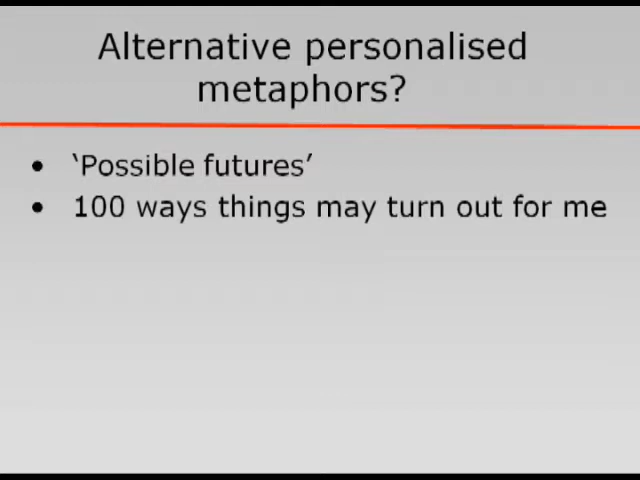 Alternative personalised
metaphors?
• ‘Possible futures’
• 100 ways things may turn out for me